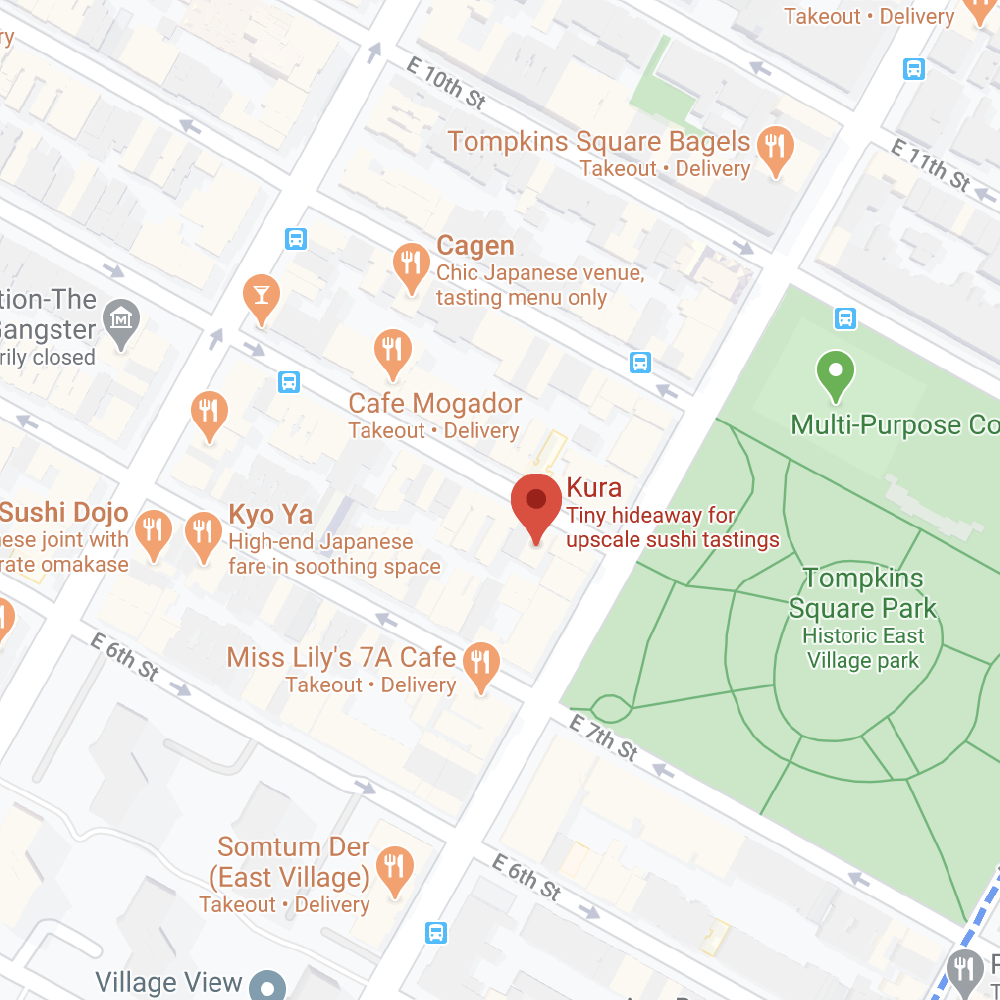 Takeout • Delivery
ry
E 10th St
Tompkins Square Bagels
Takeout • Delivery
E 11th St
Cagen
Chic Japanese venue,
tasting menu only
tion-The
Gangster
rily closed
Cafe Mogador
Takeout • Delivery
Multi-Purpose Co
Kura
Tiny hideaway for
upscale sushi tastings
Sushi Dojo
ese joint with
rate omakase
Kyo Ya
High-end Japanese
fare in soothing space
Tompkins
Square Park
Historic East
Village park
E 6th St
Miss Lily's 7A Cafe
Takeout • Delivery
E 7th St
Somtum Der
(East Village)
Takeout • Delivery
E 6th St
Village View